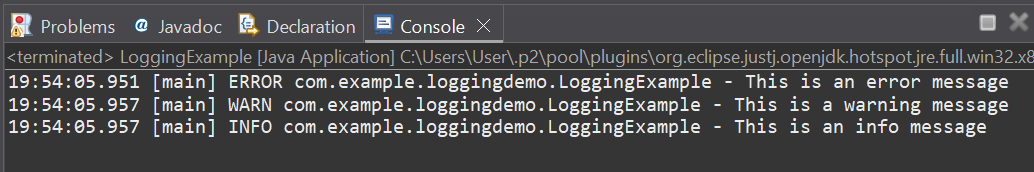 Problems @ Javadoc Declaration Console
<terminated> LoggingExample [Java Application] C:\Users\User\.p2\pool\plugins\org.eclipse.justj.openjdk.hotspot.jre.full.win32.x8
19:54:05.951 [main] ERROR com.example.loggingdemo.LoggingExample - This is an error message
19:54:05.957 [main] WARN com.example.loggingdemo.LoggingExample - This is a warning message
19:54:05.957 [main] INFO com.example.loggingdemo.LoggingExample - This is an info message